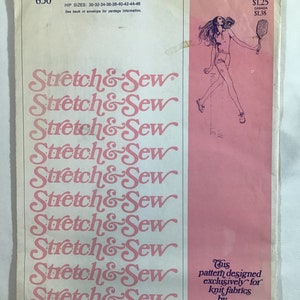 650
HIP SIZES: 30-32-34-36-38-40-42-44-46
See back of envelope for yardage information.
$1.25
CANADA
$1.38
Stretch & Sew
Stretch & Sew
Stretch & Sew
Stretch & Sew
Stretch & Sew
Stretch & Sew
Stretch & Sew
Stretch & Sew
Stretch & Sew
This
pattern designed
exclusively for
knit fabrics
by